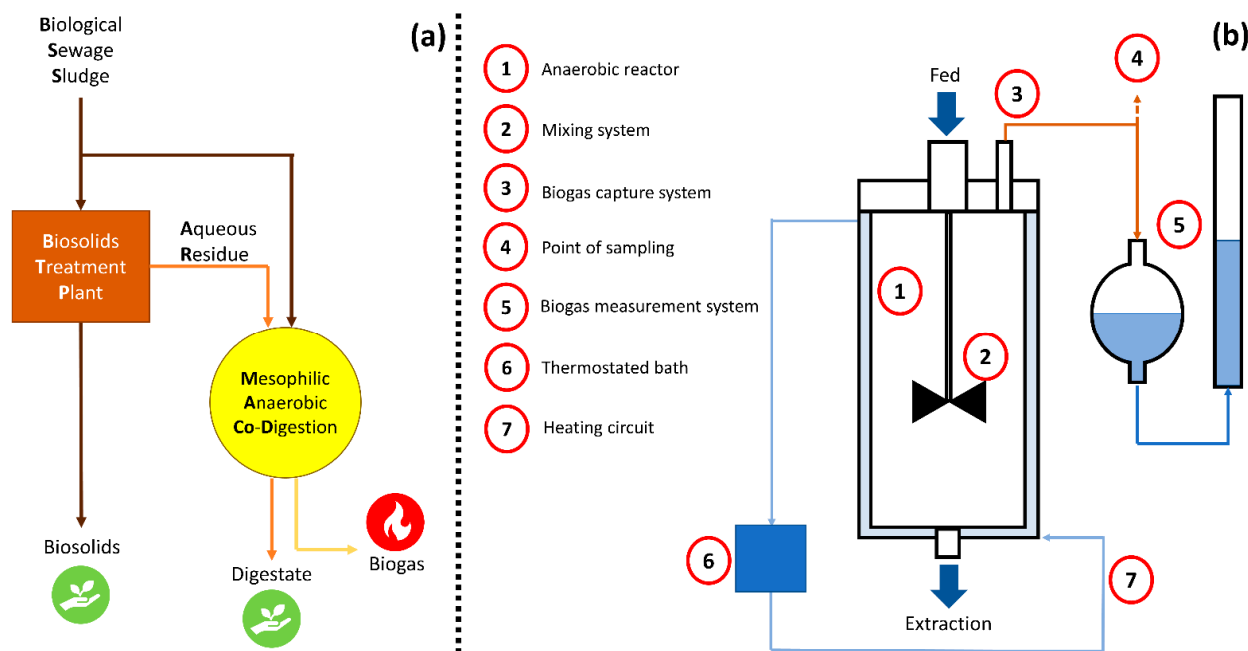 (a)
Biological
Sewage
Sludge
Biosolids
Treatment
Plant
Aqueous
Residue
Mesophilic
Anaerobic
Co-Digestion
Biosolids
Digestate
Biogas
(b)
1 Anaerobic reactor
2 Mixing system
3 Biogas capture system
4 Point of sampling
5 Biogas measurement system
6 Thermostated bath
7 Heating circuit
Fed
3
4
5
1
2
6
7
Extraction